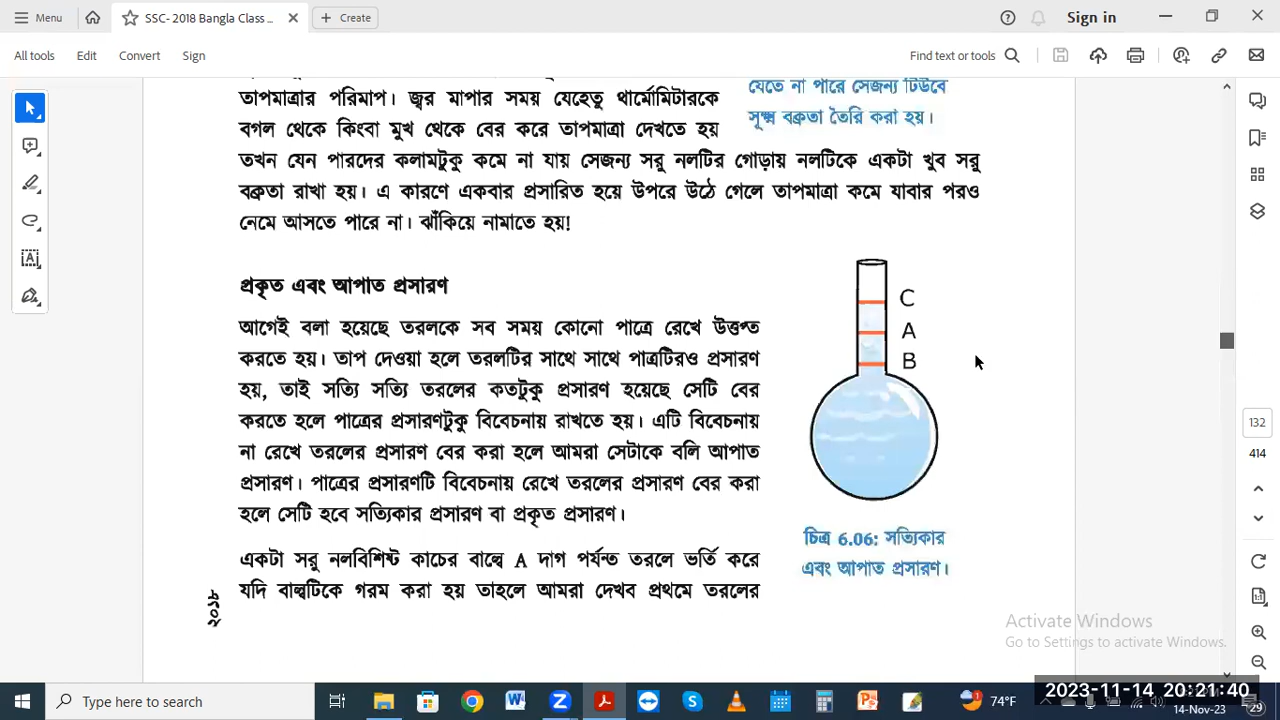 Menu
SSC- 2018 Bangla Class ...
Create
Sign in
All tools
Edit
Convert
Sign
Find text or tools
যেতে না পারে সেজন্য টিউবে
সূক্ষ্ম বক্রতা তৈরি করা হয়।
তাপমাত্রার পরিমাপ। জ্বর মাপার সময় যেহেতু থার্মোমিটারকে
বগল থেকে কিংবা মুখ থেকে বের করে তাপমাত্রা দেখতে হয়
তখন যেন পারদের কলামটুকু কমে না যায় সেজন্য সরু নলটির গোড়ায় নলটিকে একটা খুব সরু
বক্রতা রাখা হয়। এ কারণে একবার প্রসারিত হয়ে উপরে উঠে গেলে তাপমাত্রা কমে যাবার পরও
নেমে আসতে পারে না। ঝাঁকিয়ে নামাতে হয়!
প্রকৃত এবং আপাত প্রসারণ
আগেই বলা হয়েছে তরলকে সব সময় কোনো পাত্রে রেখে উত্তপ্ত
করতে হয়। তাপ দেওয়া হলে তরলটির সাথে সাথে পাত্রটিরও প্রসারণ
হয়, তাই সত্যি সত্যি তরলের কতটুকু প্রসারণ হয়েছে সেটি বের
করতে হলে পাত্রের প্রসারণটুকু বিবেচনায় রাখতে হয়। এটি বিবেচনায়
না রেখে তরলের প্রসারণ বের করা হলে আমরা সেটাকে বলি আপাত
প্রসারণ। পাত্রের প্রসারণটি বিবেচনায় রেখে তরলের প্রসারণ বের করা
হলে সেটি হবে সত্যিকার প্রসারণ বা প্রকৃত প্রসারণ।
একটা সরু নলবিশিষ্ট কাচের বাল্বে A দাগ পর্যন্ত তরলে ভর্তি করে
যদি বাল্বটিকে গরম করা হয় তাহলে আমরা দেখব প্রথমে তরলের
২০১৮
C
A
B
চিত্র 6.06: সত্যিকার
এবং আপাত প্রসারণ।
132
414
Activate Windows
Go to Settings to activate Windows.
Type here to search
74°F
2023-11-14 20:21:40
14-Nov-23
29